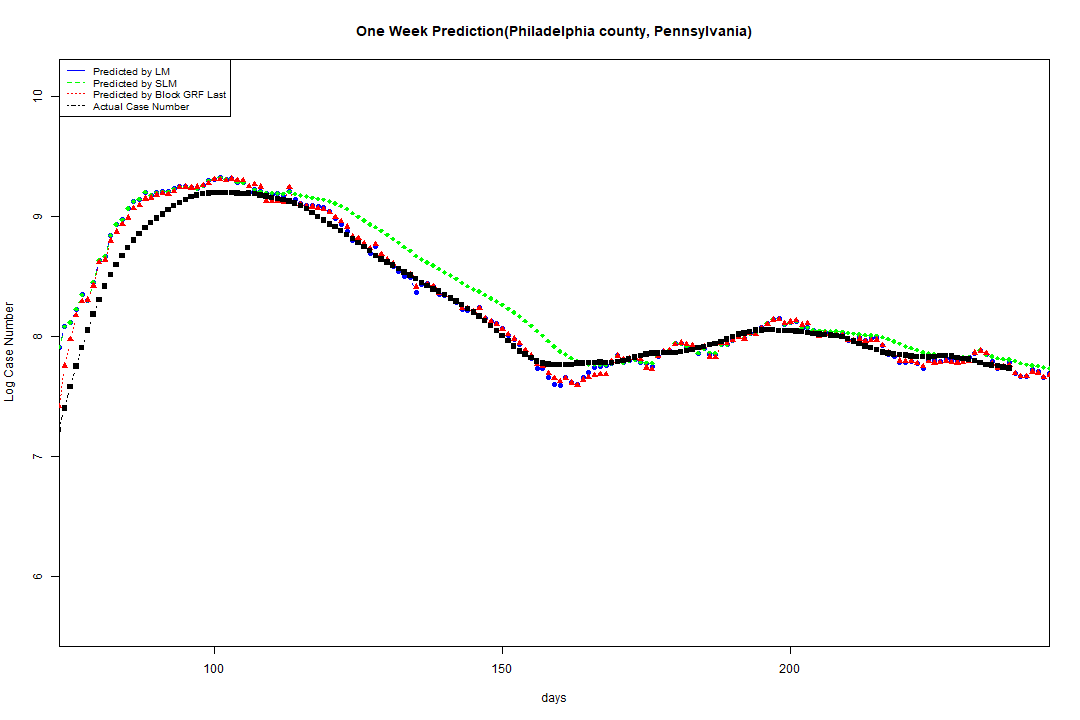 One Week Prediction(Philadelphia county, Pennsylvania)
Predicted by LM
Predicted by SLM
Predicted by Block GRF Last
Actual Case Number
10
9
8
7
6
Log Case Number
100 150 200
days